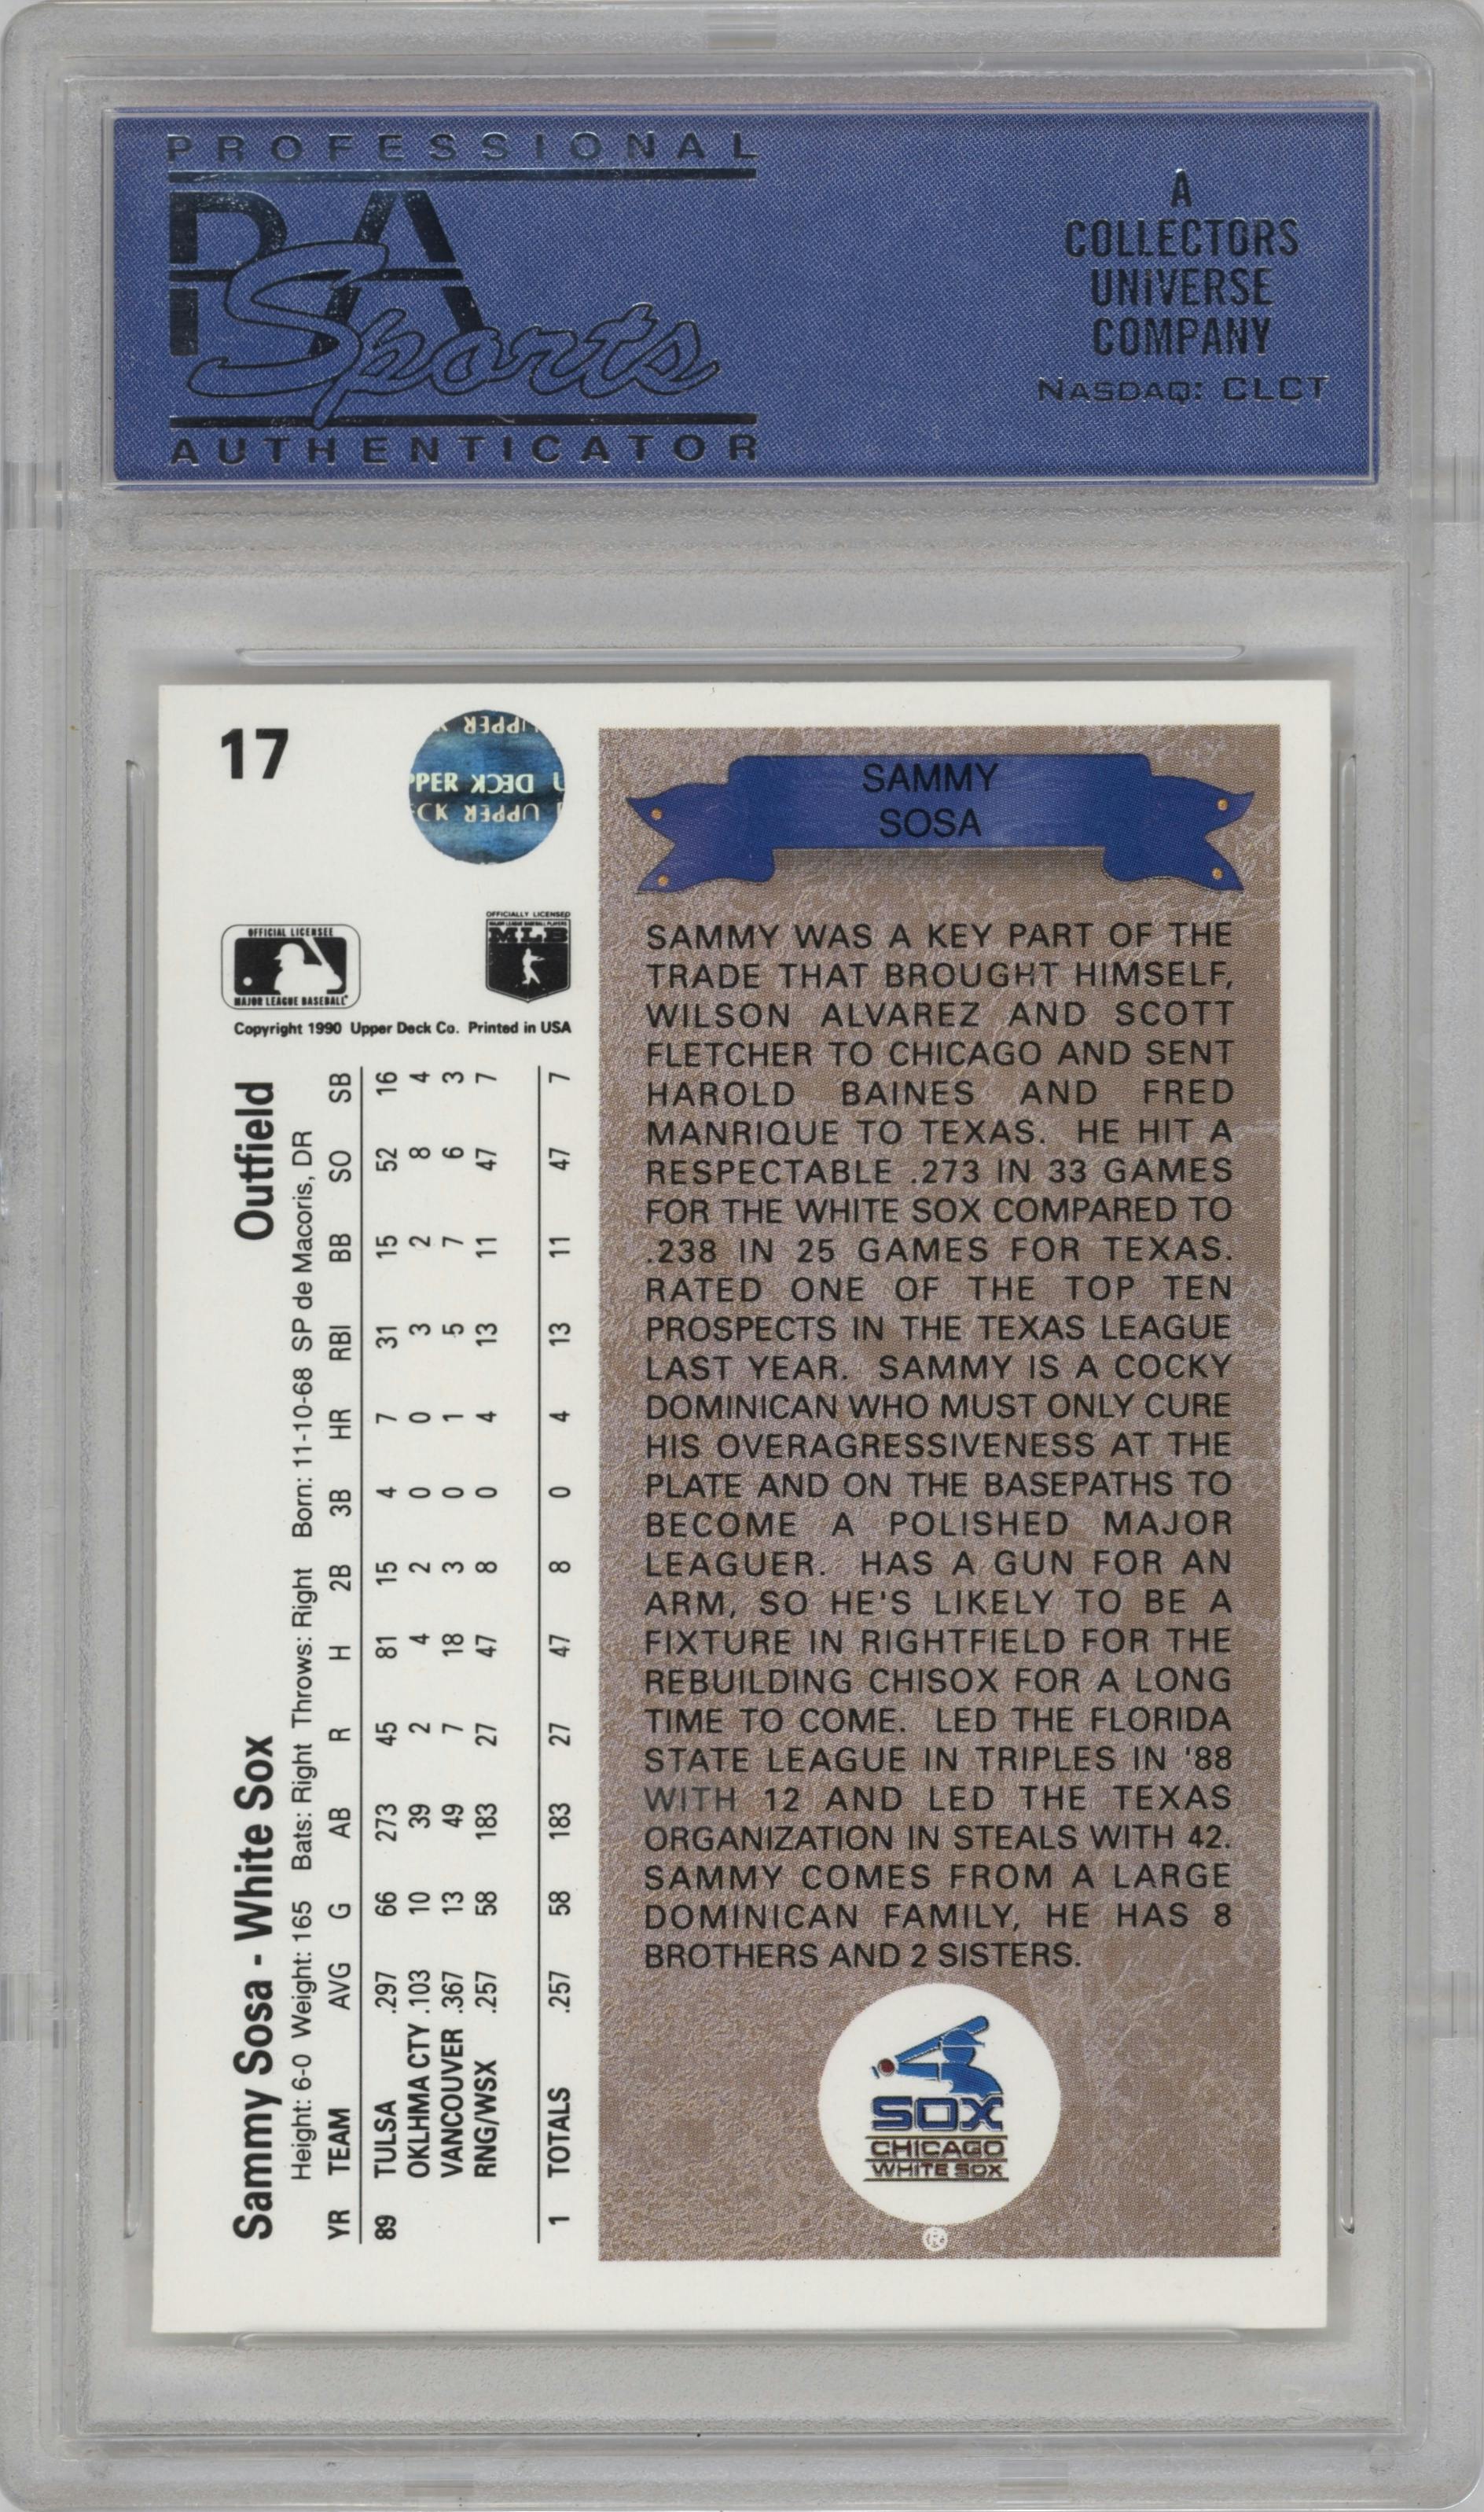 PROFESSIONAL
PSA
Sports
AUTHENTICATOR
A
COLLECTORS
UNIVERSE
COMPANY
NASDAQ: CLCT
17
UPPER
PPER DECK U
CK UPPER
OFFICIAL LICENSEE
MAJOR LEAGUE BASEBALL
OFFICIALLY LICENSED
MAJOR LEAGUE BASEBALL PLAYERS
MLB
Copyright 1990 Upper Deck Co. Printed in USA
Sammy Sosa - White Sox Outfield
Height: 6-0 Weight: 165 Bats: Right Throws: Right Born: 11-10-68 SP de Macoris, DR
YR TEAM AVG G AB R H 2B 3B HR RBI BB SO SB
89 TULSA .297 66 273 45 81 15 4 7 31 15 52 16
OKLHMA CTY .103 10 39 2 4 2 0 0 3 2 8 4
VANCOUVER .367 13 49 7 18 3 0 1 5 7 6 3
RNG/WSX .257 58 183 27 47 8 0 4 13 11 47 7
1 TOTALS .257 58 183 27 47 8 0 4 13 11 47 7
SAMMY
SOSA
SAMMY WAS A KEY PART OF THE
TRADE THAT BROUGHT HIMSELF,
WILSON ALVAREZ AND SCOTT
FLETCHER TO CHICAGO AND SENT
HAROLD BAINES AND FRED
MANRIQUE TO TEXAS. HE HIT A
RESPECTABLE .273 IN 33 GAMES
FOR THE WHITE SOX COMPARED TO
.238 IN 25 GAMES FOR TEXAS.
RATED ONE OF THE TOP TEN
PROSPECTS IN THE TEXAS LEAGUE
LAST YEAR. SAMMY IS A COCKY
DOMINICAN WHO MUST ONLY CURE
HIS OVERAGRESSIVENESS AT THE
PLATE AND ON THE BASEPATHS TO
BECOME A POLISHED MAJOR
LEAGUER. HAS A GUN FOR AN
ARM, SO HE'S LIKELY TO BE A
FIXTURE IN RIGHTFIELD FOR THE
REBUILDING CHISOX FOR A LONG
TIME TO COME. LED THE FLORIDA
STATE LEAGUE IN TRIPLES IN '88
WITH 12 AND LED THE TEXAS
ORGANIZATION IN STEALS WITH 42.
SAMMY COMES FROM A LARGE
DOMINICAN FAMILY, HE HAS 8
BROTHERS AND 2 SISTERS.
SOX
CHICAGO
WHITE SOX
®